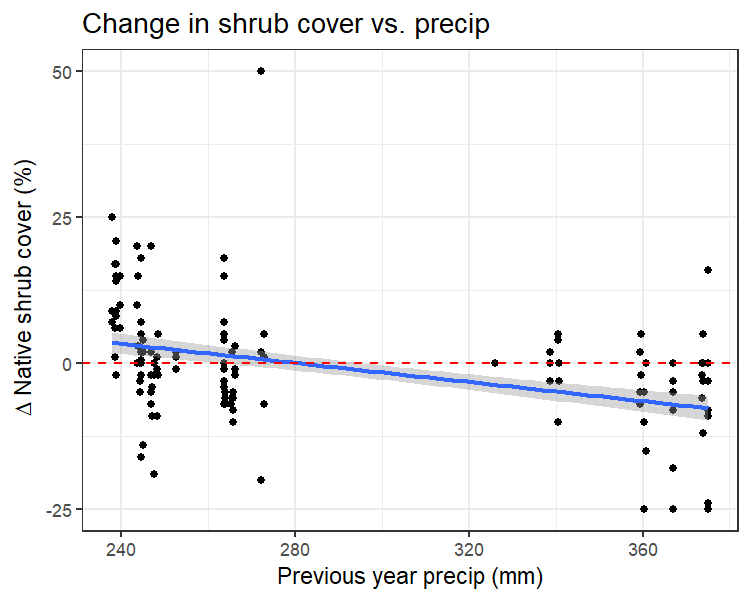 Change in shrub cover vs. precip
50
25
0
-25
Δ Native shrub cover (%)
240
280
320
360
Previous year precip (mm)